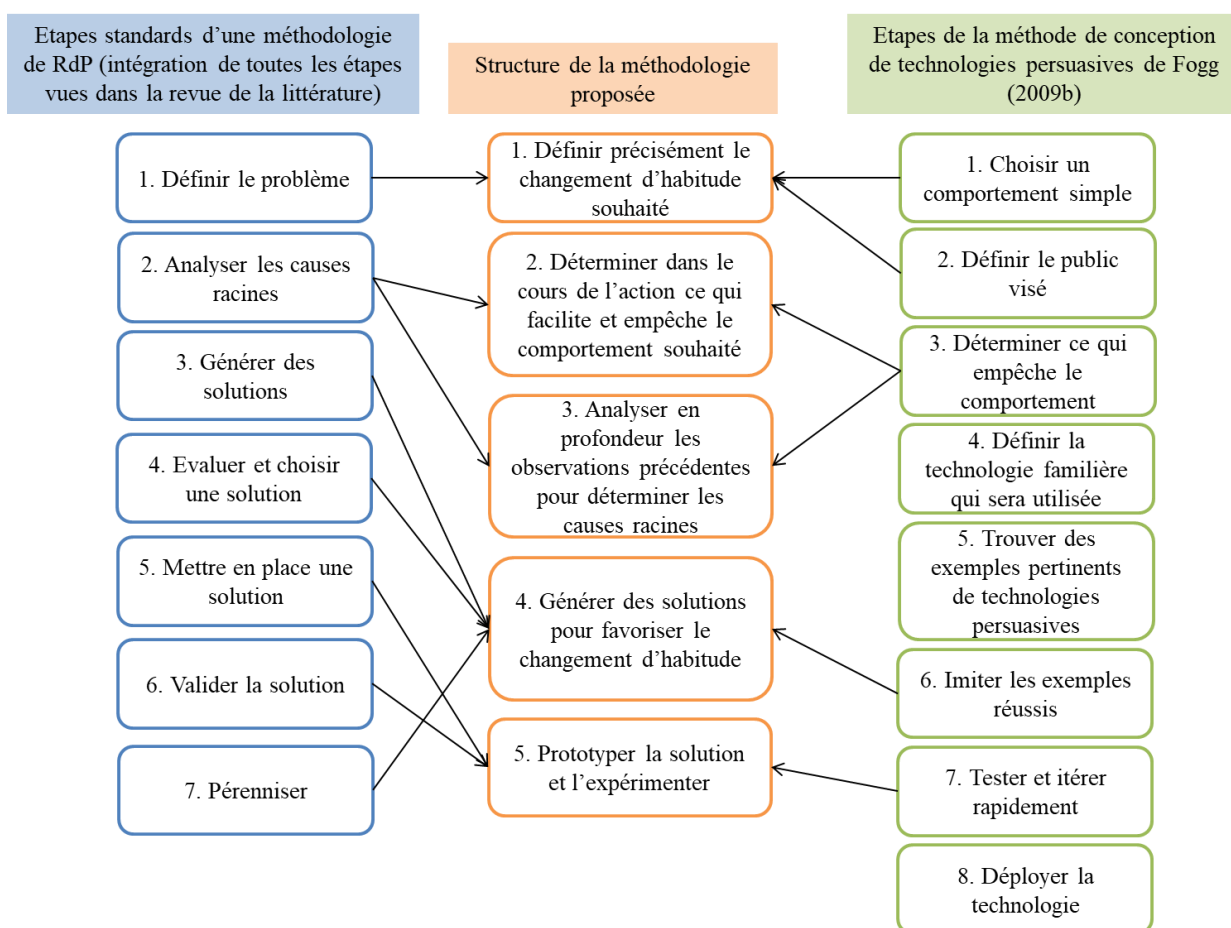 Etapes standards d'une méthodologie
de RdP (intégration de toutes les étapes
vues dans la revue de la littérature)
1. Définir le problème
2. Analyser les causes
racines
3. Générer des
solutions
4. Evaluer et choisir
une solution
5. Mettre en place une
solution
6. Valider la solution
7. Pérenniser
Structure de la méthodologie
proposée
1. Définir précisément le
changement d'habitude
souhaité
2. Déterminer dans le
cours de l'action ce qui
facilite et empêche le
comportement souhaité
3. Analyser en
profondeur les
observations précédentes
pour déterminer les
causes racines
4. Générer des solutions
pour favoriser le
changement d'habitude
5. Prototyper la solution
et l'expérimenter
Etapes de la méthode de conception
de technologies persuasives de Fogg
(2009b)
1. Choisir un
comportement simple
2. Définir le public
visé
3. Déterminer ce qui
empêche le
comportement
4. Définir la
technologie familière
qui sera utilisée
5. Trouver des
exemples pertinents
de technologies
persuasives
6. Imiter les exemples
réussis
7. Tester et itérer
rapidement
8. Déployer la
technologie